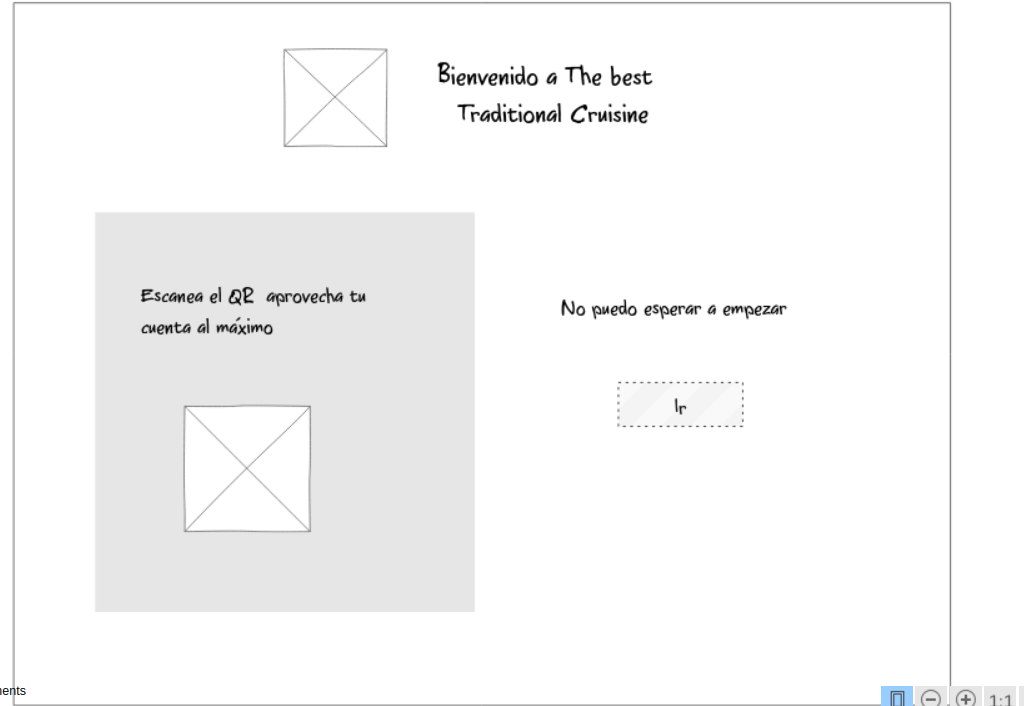 Bienvenido a The best
Traditional Cruisine
Escanea el QR aprovecha tu
cuenta al máximo
No puedo esperar a empezar
Ir
1:1